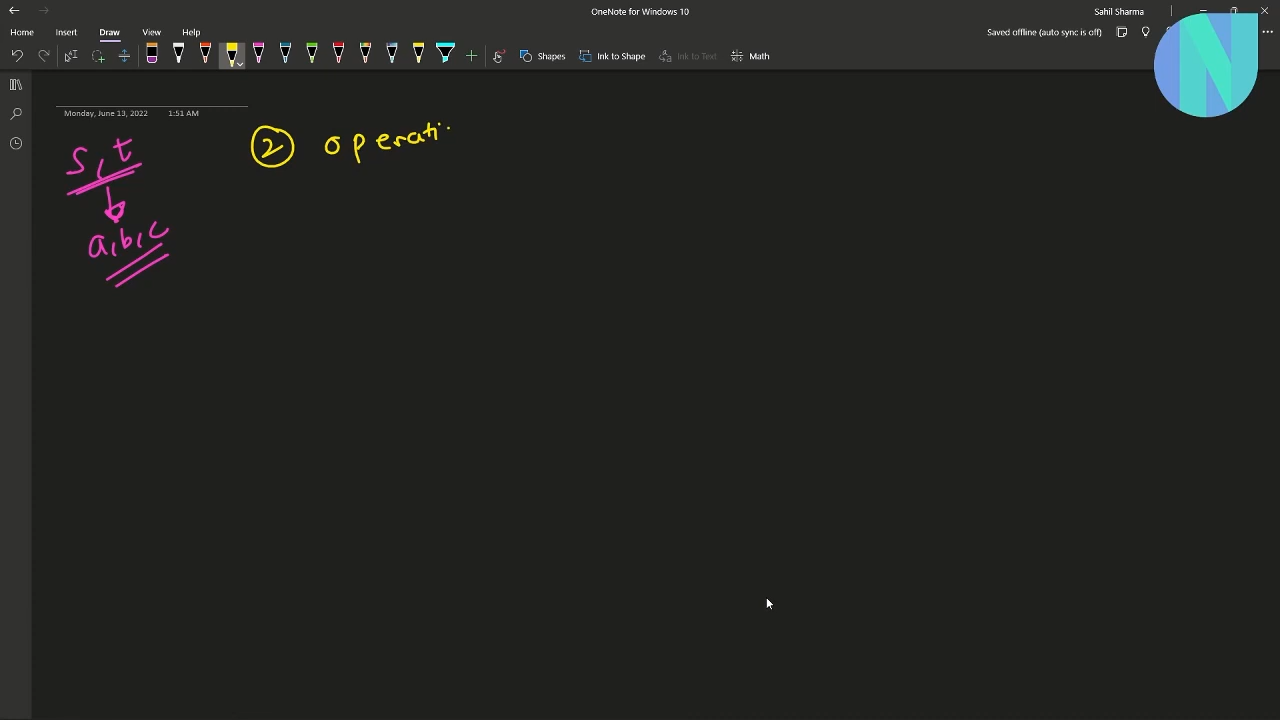 OneNote for Windows 10
Sahil Sharma
Home Insert Draw View Help
Saved offline (auto sync is off)
Shapes Ink to Shape Ink to Text Math
Monday, June 13, 2022 1:51 AM
s, t
a, b, c
2 operati